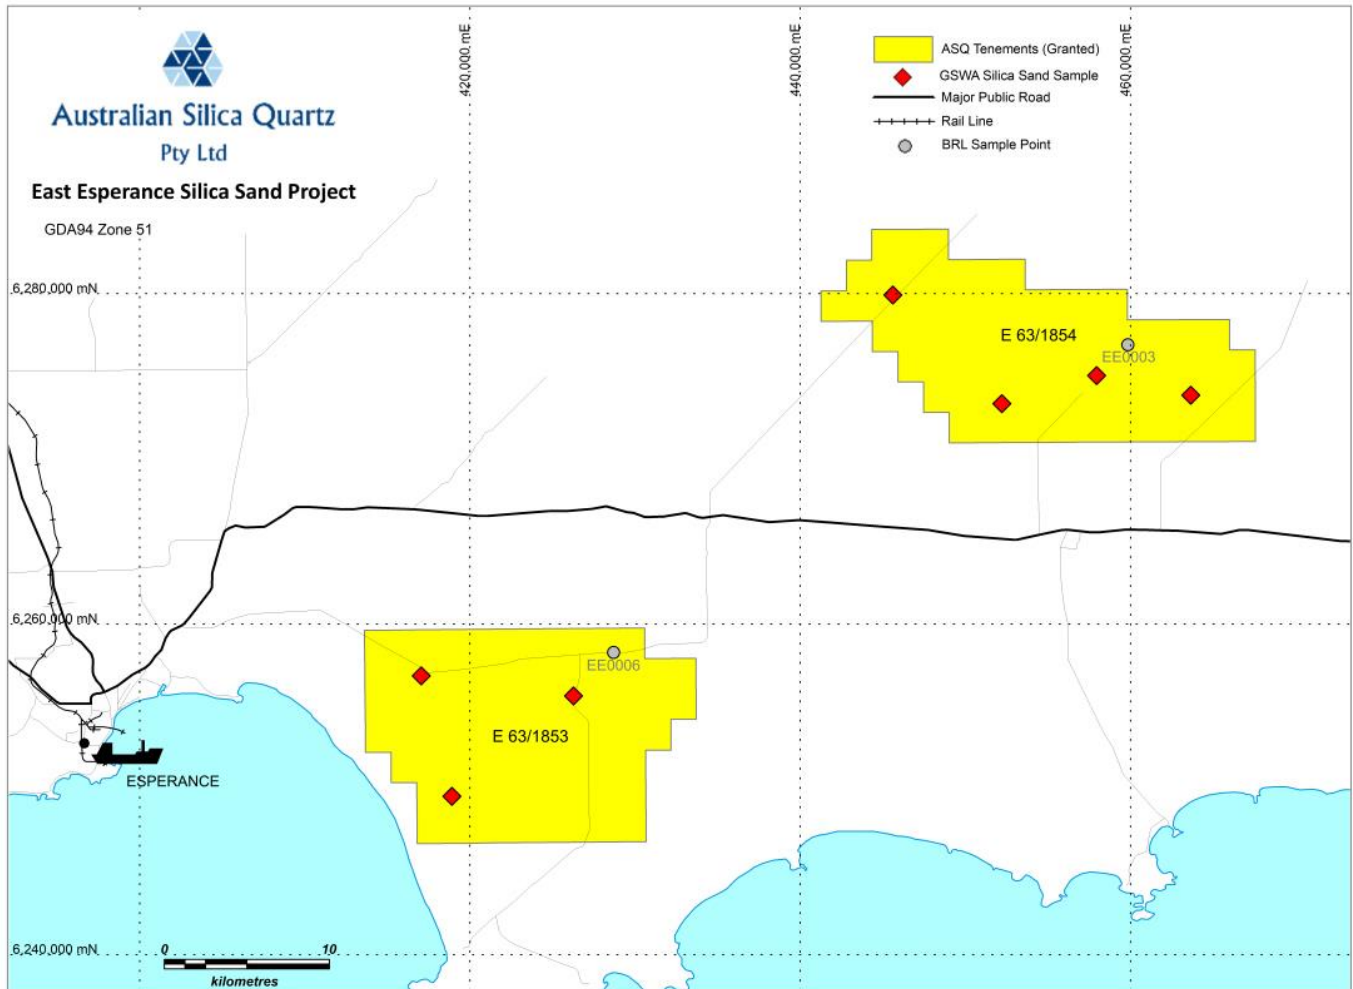 Australian Silica Quartz
Pty Ltd
East Esperance Silica Sand Project
GDA94 Zone 51
420,000 mE
440,000 mE
460,000 mE
ASQ Tenements (Granted)
GSWA Silica Sand Sample
Major Public Road
Rail Line
BRL Sample Point
6,280,000 mN
E 63/1854
EE0003
6,260,000 mN
EE0006
E 63/1853
ESPERANCE
6,240,000 mN
0 10
kilometres